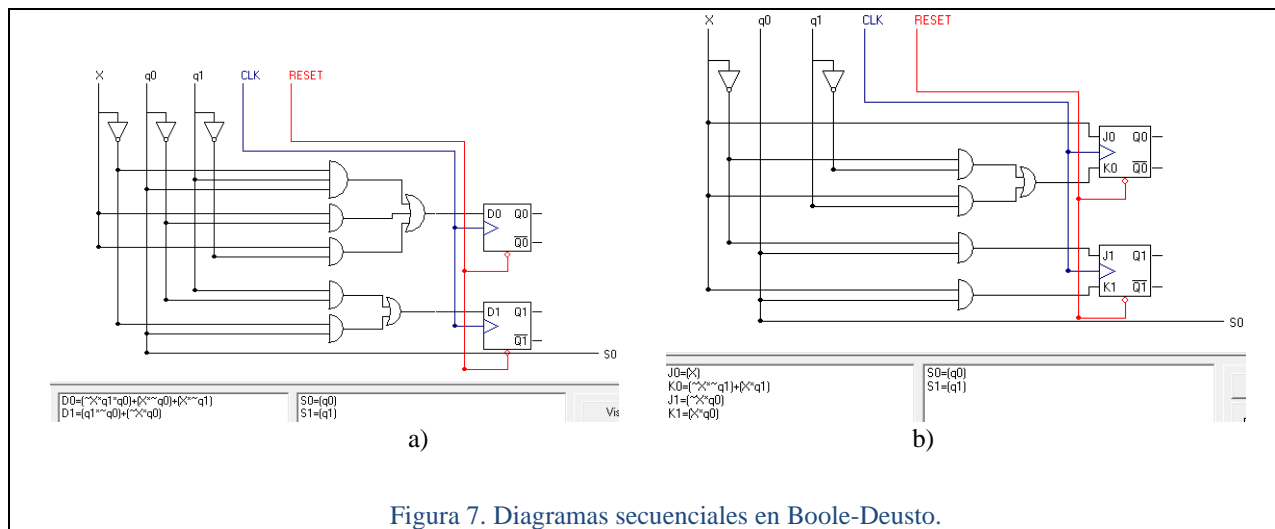 X q0 q1 CLK RESET
D0 Q0
Q0
D1 Q1
Q1
S0
D0=(~X*q1*q0)+(X*~q0)+(X*~q1)
D1=(q1*~q0)+(~X*q0)
S0=(q0)
S1=(q1)
Vis
a)
X q0 q1 CLK RESET
J0 Q0
K0 Q0
J1 Q1
K1 Q1
S0
J0=(X)
K0=(~X*~q1)+(X*q1)
J1=(~X*q0)
K1=(X*q0)
S0=(q0)
S1=(q1)
b)
Figura 7. Diagramas secuenciales en Boole-Deusto.